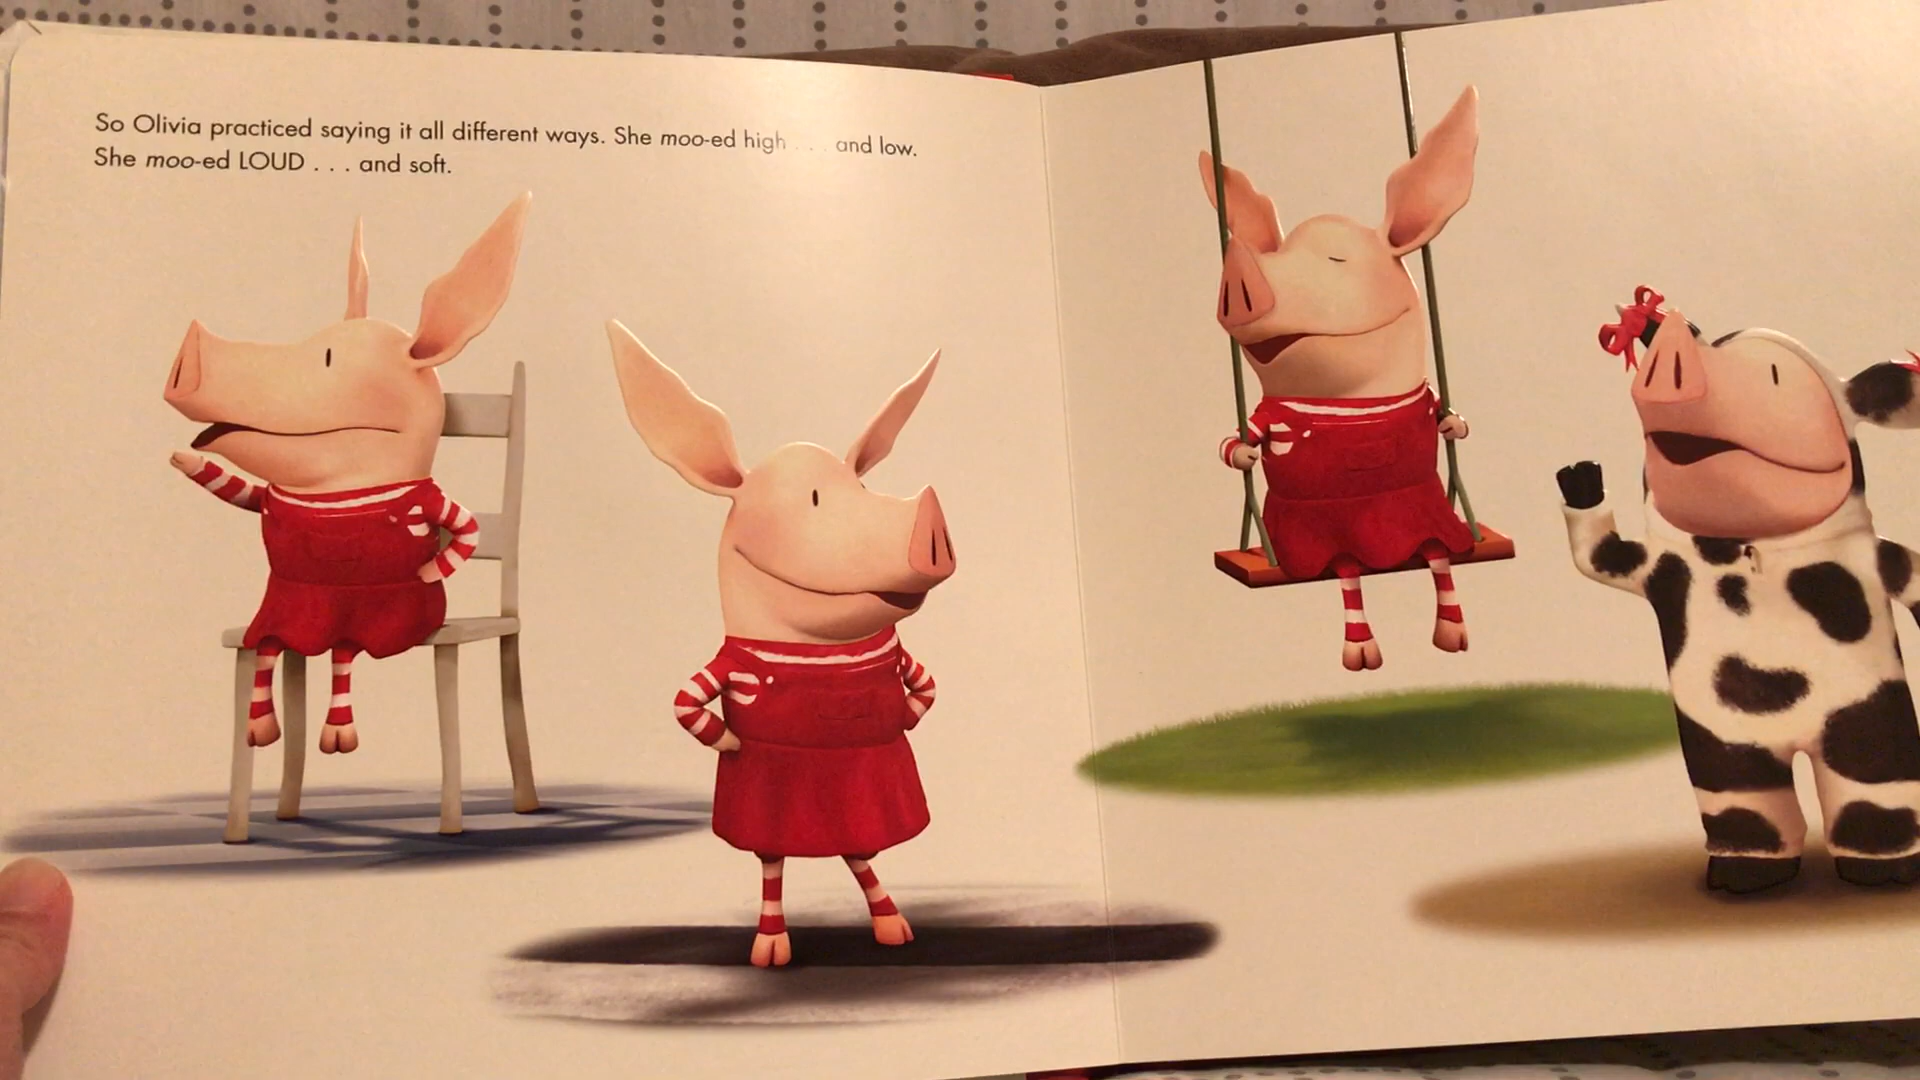 So Olivia practiced saying it all different ways. She moo-ed high . . . and low.
She moo-ed LOUD . . . and soft.